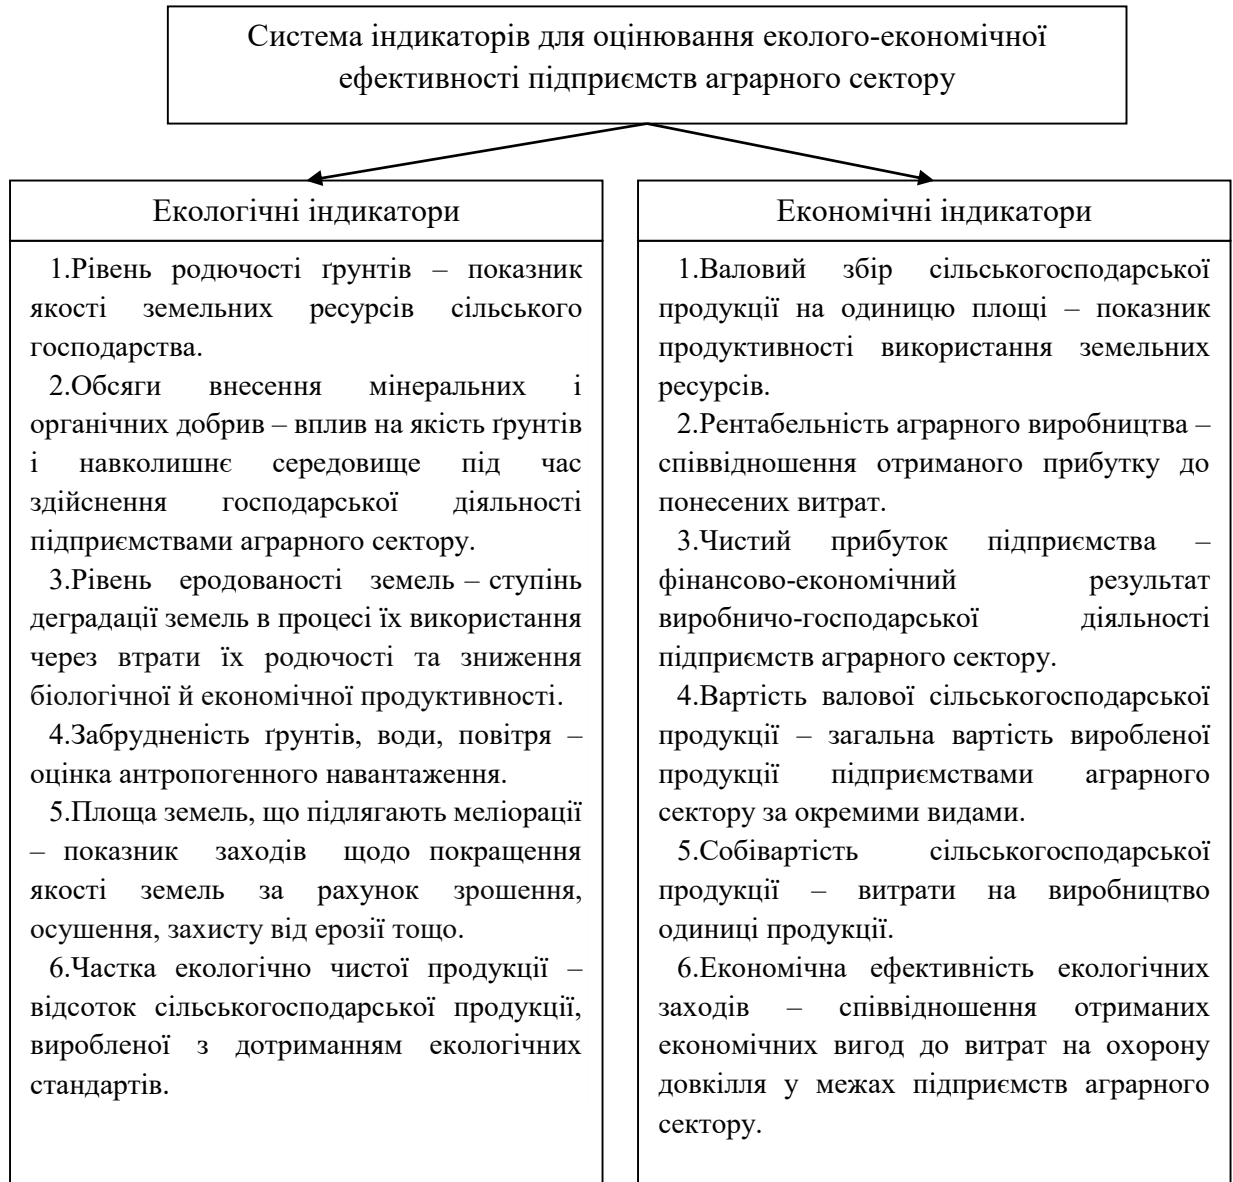 Система індикаторів для оцінювання еколого-економічної
ефективності підприємств аграрного сектору
Екологічні індикатори
1.Рівень родючості ґрунтів – показник
якості земельних ресурсів сільського
господарства.
2.Обсяги внесення мінеральних і
органічних добрив – вплив на якість ґрунтів
і навколишнє середовище під час
здійснення господарської діяльності
підприємствами аграрного сектору.
3.Рівень еродованості земель – ступінь
деградації земель в процесі їх використання
через втрати їх родючості та зниження
біологічної й економічної продуктивності.
4.Забрудненість ґрунтів, води, повітря –
оцінка антропогенного навантаження.
5.Площа земель, що підлягають меліорації
– показник заходів щодо покращення
якості земель за рахунок зрошення,
осушення, захисту від ерозії тощо.
6.Частка екологічно чистої продукції –
відсоток сільськогосподарської продукції,
виробленої з дотриманням екологічних
стандартів.
Економічні індикатори
1.Валовий збір сільськогосподарської
продукції на одиницю площі – показник
продуктивності використання земельних
ресурсів.
2.Рентабельність аграрного виробництва –
співвідношення отриманого прибутку до
понесених витрат.
3.Чистий прибуток підприємства –
фінансово-економічний результат
виробничо-господарської діяльності
підприємств аграрного сектору.
4.Вартість валової сільськогосподарської
продукції – загальна вартість виробленої
продукції підприємствами аграрного
сектору за окремими видами.
5.Собівартість сільськогосподарської
продукції – витрати на виробництво
одиниці продукції.
6.Економічна ефективність екологічних
заходів – співвідношення отриманих
економічних вигод до витрат на охорону
довкілля у межах підприємств аграрного
сектору.